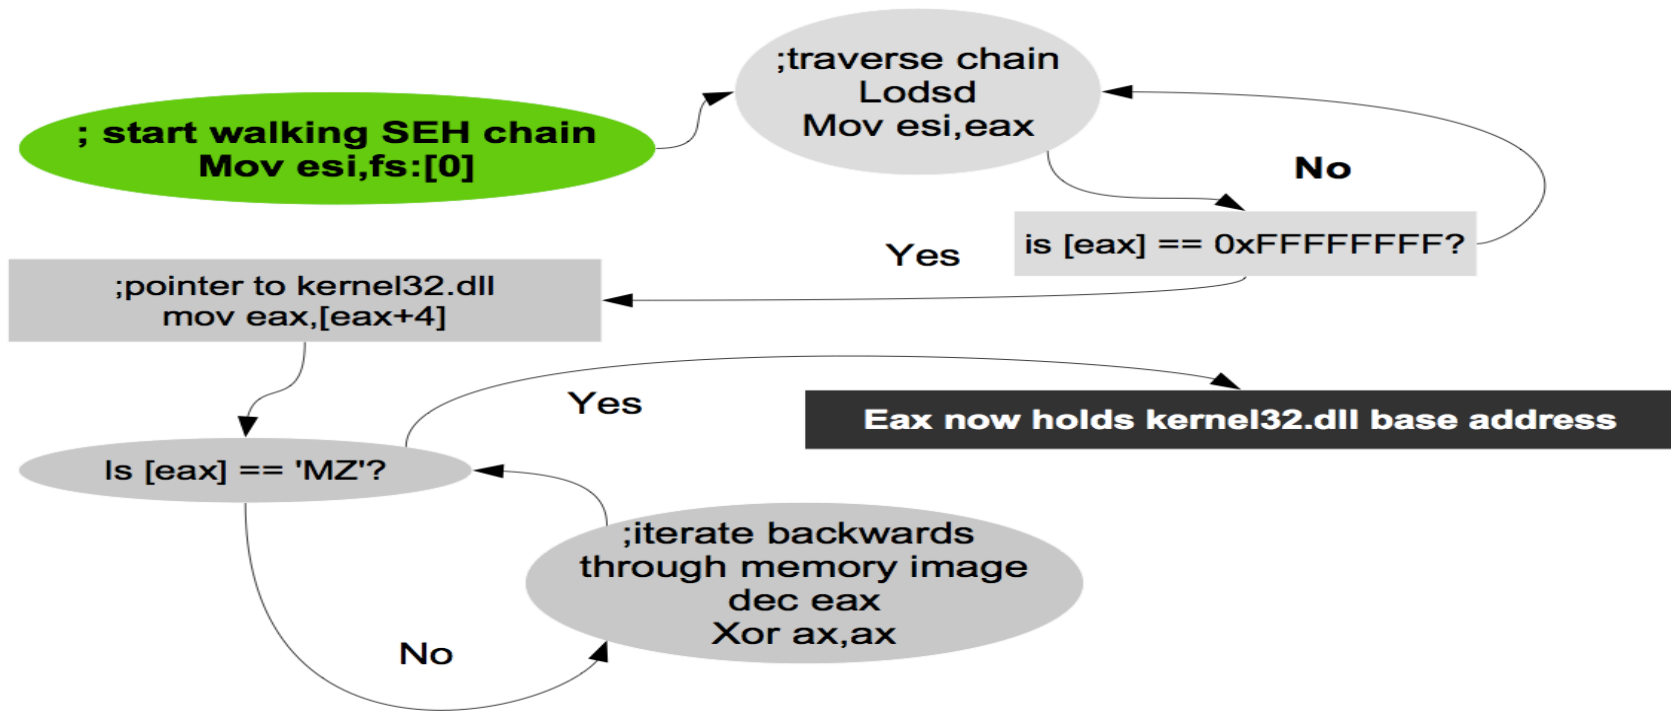 ; start walking SEH chain
Mov esi,fs:[0]
;traverse chain
Lodsd
Mov esi,eax
No
is [eax] == 0xFFFFFFFF?
Yes
;pointer to kernel32.dll
mov eax,[eax+4]
Is [eax] == 'MZ'?
Yes
Eax now holds kernel32.dll base address
No
;iterate backwards
through memory image
dec eax
Xor ax,ax